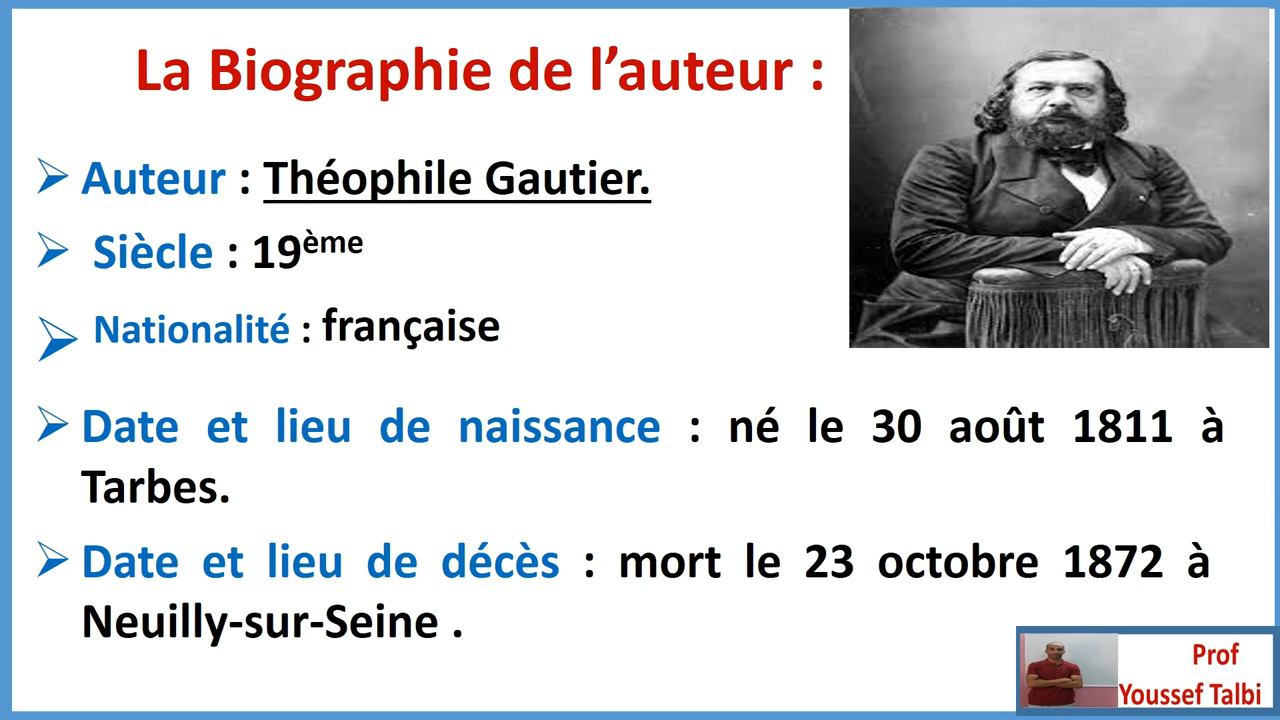 La Biographie de l’auteur :
Auteur : Théophile Gautier.
Siècle : 19ème
Nationalité : française
Date et lieu de naissance : né le 30 août 1811 à
Tarbes.
Date et lieu de décès : mort le 23 octobre 1872 à
Neuilly-sur-Seine .
Prof
Youssef Talbi